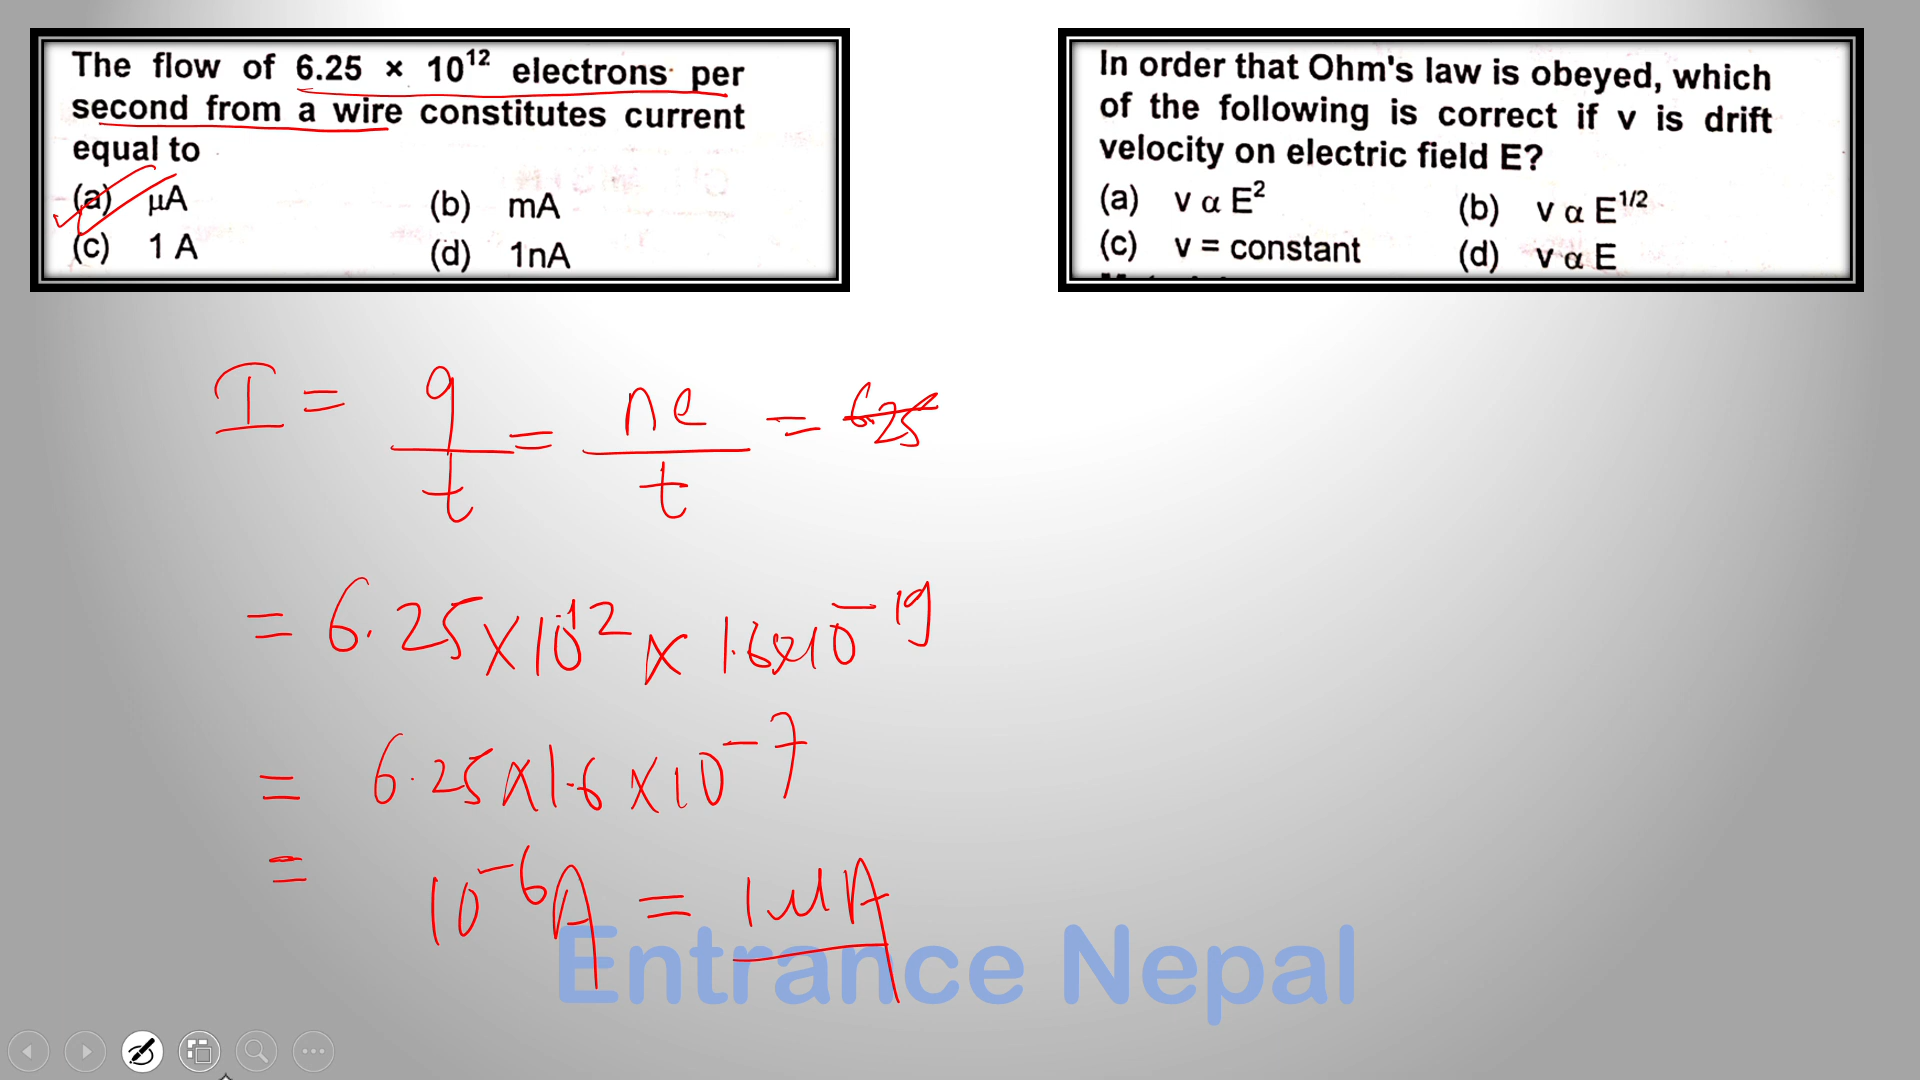 The flow of 6.25 × 10¹² electrons per
second from a wire constitutes current
equal to
(a) μA (b) mA
(c) 1 A (d) 1nA
In order that Ohm's law is obeyed, which
of the following is correct if v is drift
velocity on electric field E?
(a) v α E² (b) v α E^1/2
(c) v = constant (d) v α E
I = q/t = ne/t = 6.25
= 6.25 × 10¹² × 1.6×10⁻¹⁹
= 6.25 × 1.6 × 10⁻⁷
= 10⁻⁶ A = 1 μA
Entrance Nepal